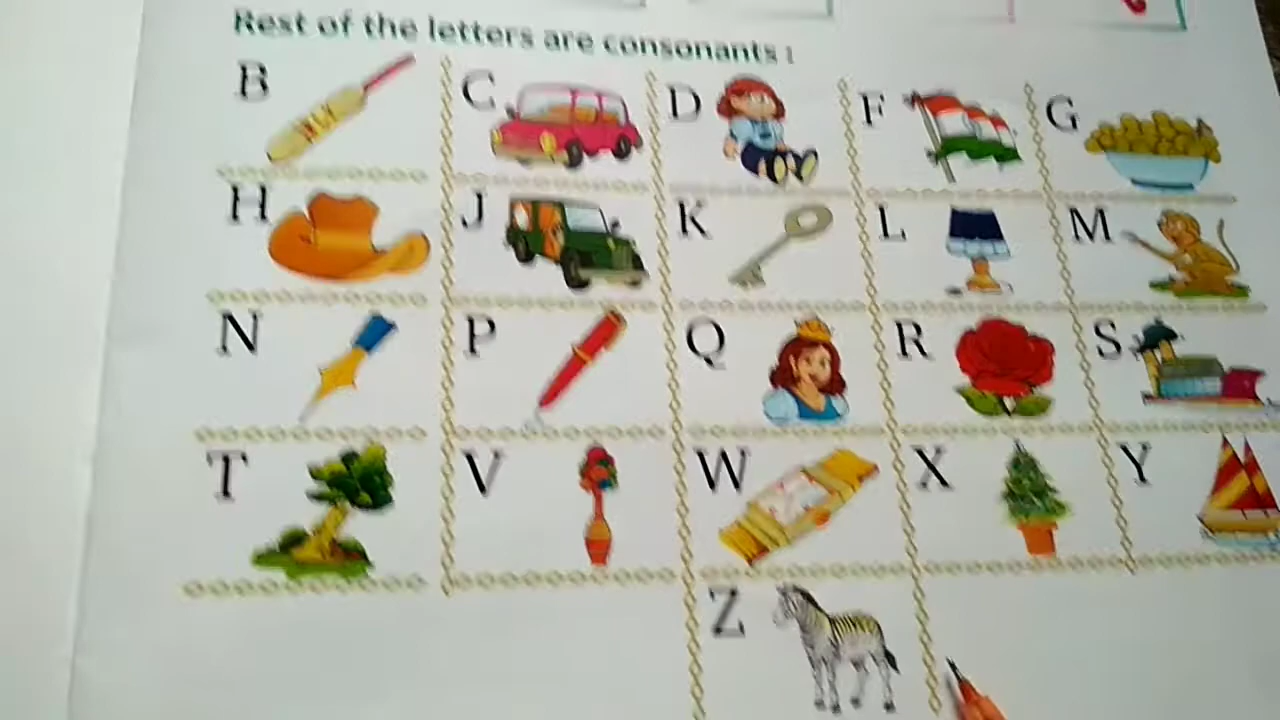 Rest of the letters are consonants :
B C D F G
H J K L M
N P Q R S
T V W X Y
Z